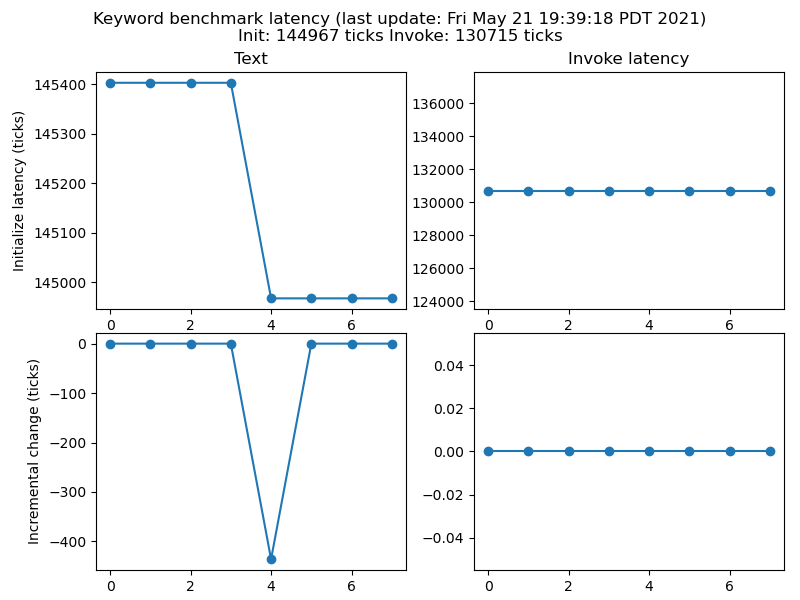 Keyword benchmark latency (last update: Fri May 21 19:39:18 PDT 2021)
Init: 144967 ticks Invoke: 130715 ticks
Text
Initialize latency (ticks)
145400
145300
145200
145100
145000
0 2 4 6
Invoke latency
136000
134000
132000
130000
128000
126000
124000
0 2 4 6
Incremental change (ticks)
0
−100
−200
−300
−400
0 2 4 6
0.04
0.02
0.00
−0.02
−0.04
0 2 4 6